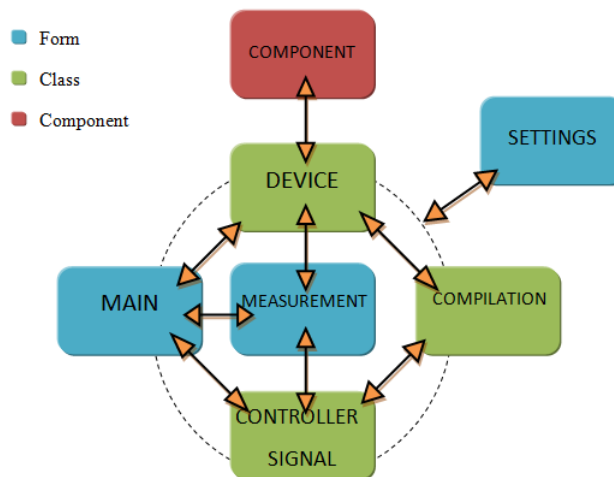 Form
Class
Component
COMPONENT
SETTINGS
DEVICE
MAIN
MEASUREMENT
COMPILATION
CONTROLLER
SIGNAL